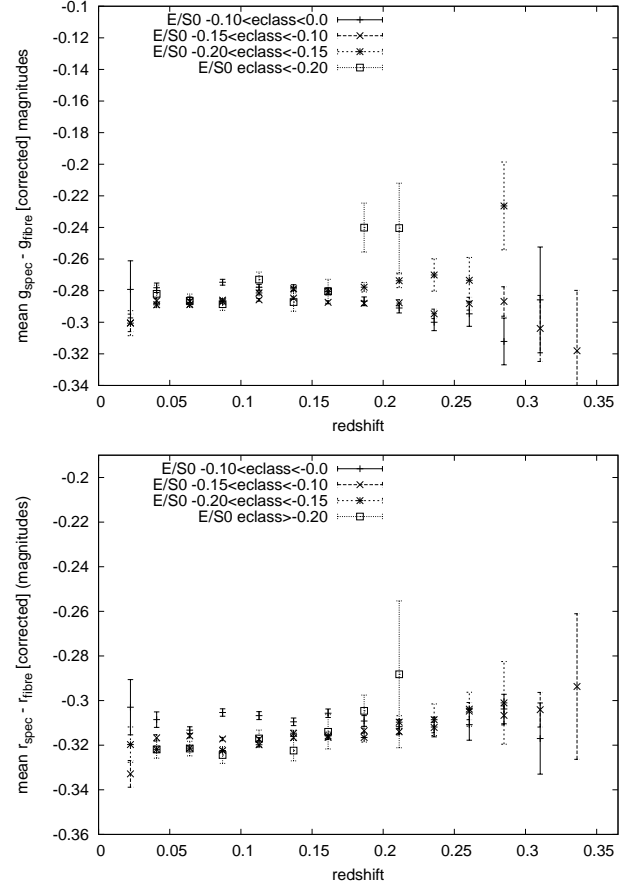 E/S0 -0.10<eclass<0.0
E/S0 -0.15<eclass<-0.10
E/S0 -0.20<eclass<-0.15
E/S0 eclass<-0.20
mean g_spec - g_fibre [corrected] magnitudes
-0.1
-0.12
-0.14
-0.16
-0.18
-0.2
-0.22
-0.24
-0.26
-0.28
-0.3
-0.32
-0.34
0 0.05 0.1 0.15 0.2 0.25 0.3 0.35
redshift
E/S0 -0.10<eclass<-0.0
E/S0 -0.15<eclass<-0.10
E/S0 -0.20<eclass<-0.15
E/S0 eclass>-0.20
mean r_spec - r_fibre [corrected] (magnitudes)
-0.2
-0.22
-0.24
-0.26
-0.28
-0.3
-0.32
-0.34
-0.36
0 0.05 0.1 0.15 0.2 0.25 0.3 0.35
redshift